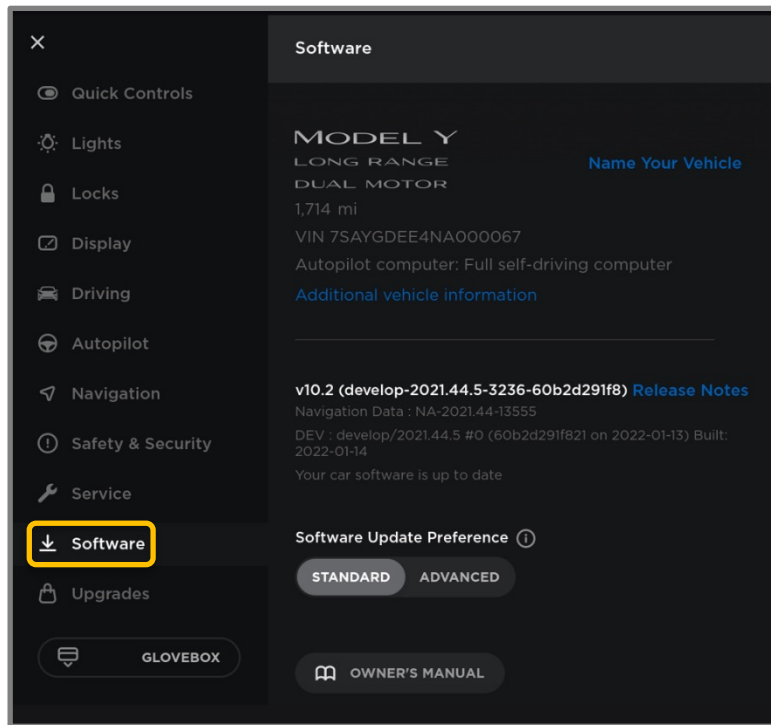 Software
Quick Controls
Lights
Locks
Display
Driving
Autopilot
Navigation
Safety & Security
Service
Software
Upgrades
GLOVEBOX
MODEL Y
LONG RANGE
DUAL MOTOR
Name Your Vehicle
1,714 mi
VIN 7SAYGDEE4NA000067
Autopilot computer: Full self-driving computer
Additional vehicle information
v10.2 (develop-2021.44.5-3236-60b2d291f8) Release Notes
Navigation Data : NA-2021.44-13555
DEV : develop/2021.44.5 #0 (60b2d291f821 on 2022-01-13) Built:
2022-01-14
Your car software is up to date
Software Update Preference
STANDARD ADVANCED
OWNER'S MANUAL